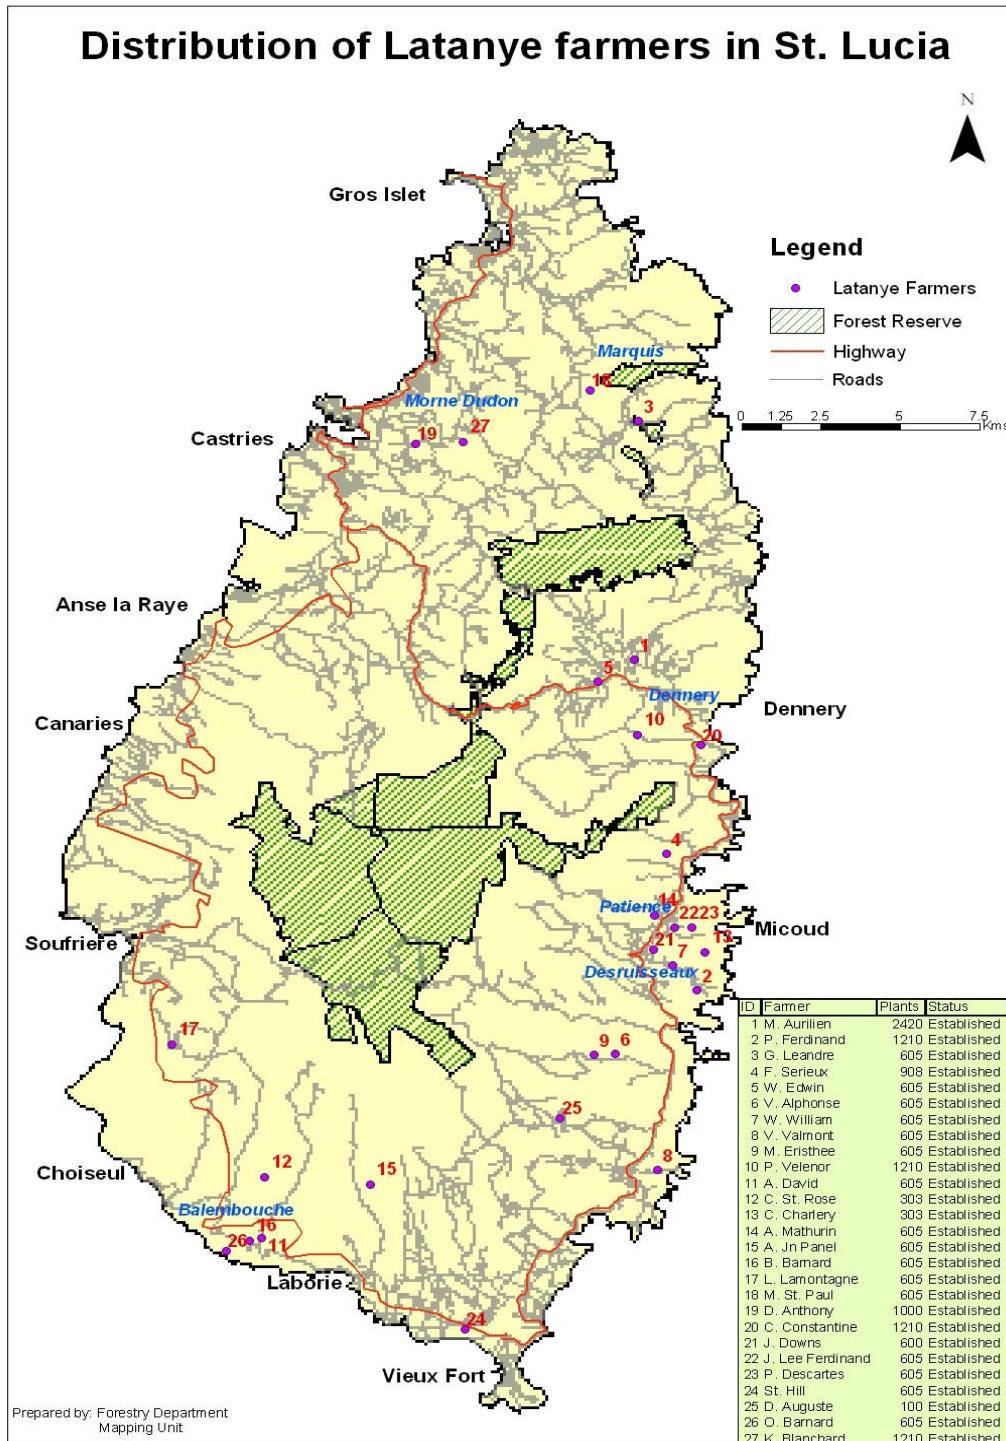 Distribution of Latanye farmers in St. Lucia
N
Gros Islet
Legend
Latanye Farmers
Forest Reserve
Highway
Roads
0 1.25 2.5 5 7.5
Kms
Marquis
18
3
Morne Dudon
19
27
Castries
Anse la Raye
1
5
Dennery
Canaries
10
20
Dennery
4
Patience
14
22 23
Micoud
Soufriere
21
13
7
Desruisseaux
2
17
9 6
25
Choiseul
12
15
8
Balembouche
16
26
11
Laborie
24
Vieux Fort
Prepared by: Forestry Department
Mapping Unit
ID Farmer Plants Status
1 M. Aurilien 2420 Established
2 P. Ferdinand 1210 Established
3 G. Leandre 605 Established
4 F. Serieux 908 Established
5 W. Edwin 605 Established
6 V. Alphonse 605 Established
7 W. William 605 Established
8 V. Valmont 605 Established
9 M. Eristhee 605 Established
10 P. Velenor 1210 Established
11 A. David 605 Established
12 C. St. Rose 303 Established
13 C. Charlery 303 Established
14 A. Mathurin 605 Established
15 A. Jn Panel 605 Established
16 B. Barnard 605 Established
17 L. Lamontagne 605 Established
18 M. St. Paul 605 Established
19 D. Anthony 1000 Established
20 C. Constantine 1210 Established
21 J. Downs 600 Established
22 J. Lee Ferdinand 605 Established
23 P. Descartes 605 Established
24 St. Hill 605 Established
25 D. Auguste 100 Established
26 O. Barnard 605 Established
27 K. Blanchard 1210 Established